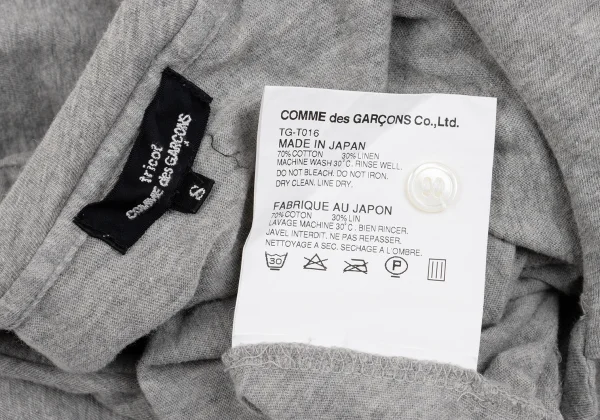 tricot
COMME des GARÇONS
S
COMME des GARÇONS Co., Ltd.
TG-T016
MADE IN JAPAN
70% COTTON 30% LINEN
MACHINE WASH 30°C. RINSE WELL.
DO NOT BLEACH. DO NOT IRON.
DRY CLEAN. LINE DRY.
FABRIQUE AU JAPON
70% COTON 30% LIN
LAVAGE MACHINE 30°C. BIEN RINCER.
JAVEL INTERDIT. NE PAS REPASSER.
NETTOYAGE A SEC. SECHAGE A L'OMBRE.
30
P